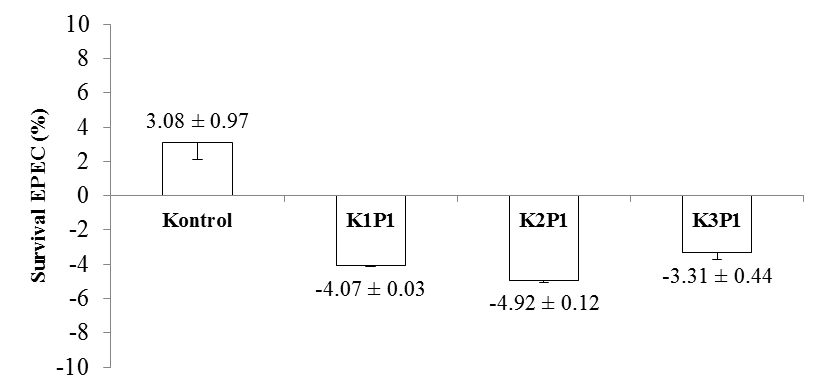 10
8
6
4
2
0
-2
-4
-6
-8
-10
Survival EPEC (%)
3.08 ± 0.97
Kontrol
K1P1
K2P1
K3P1
-4.07 ± 0.03
-4.92 ± 0.12
-3.31 ± 0.44